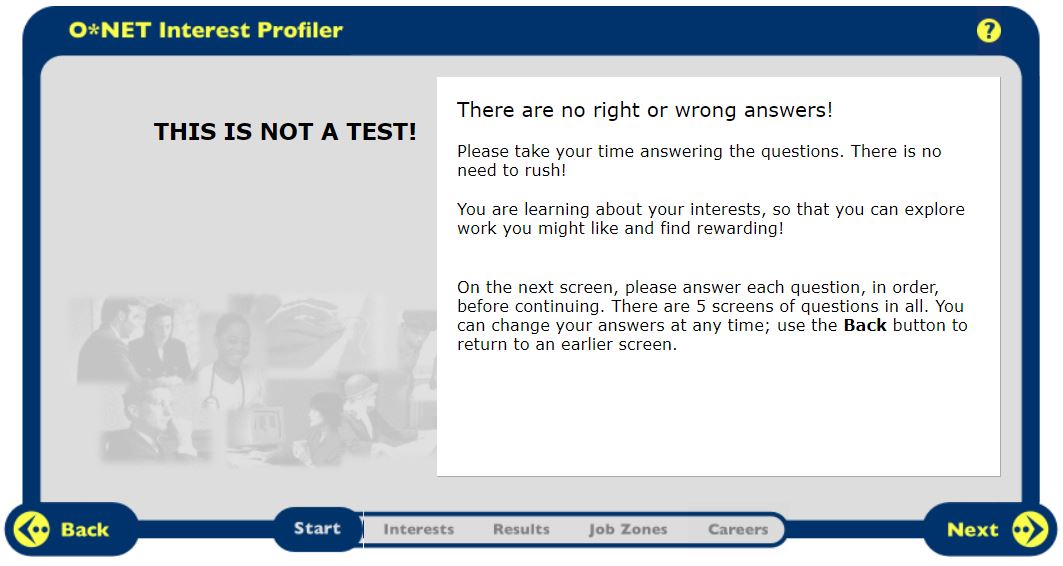 O*NET Interest Profiler
?
THIS IS NOT A TEST!
There are no right or wrong answers!
Please take your time answering the questions. There is no
need to rush!
You are learning about your interests, so that you can explore
work you might like and find rewarding!
On the next screen, please answer each question, in order,
before continuing. There are 5 screens of questions in all. You
can change your answers at any time; use the Back button to
return to an earlier screen.
Back
Start
Interests
Results
Job Zones
Careers
Next